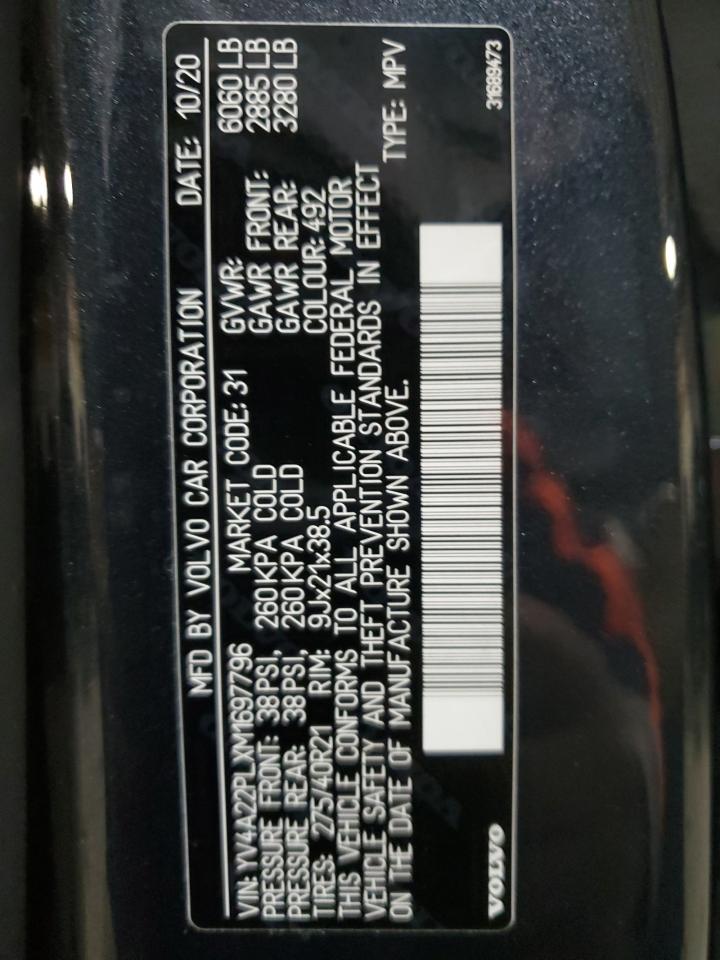 MFD BY VOLVO CAR CORPORATION DATE: 10/20
VIN: YV4A22PLXM1697796 MARKET CODE: 31 GVWR: 6060 LB
PRESSURE FRONT: 38 PSI, 260 KPA COLD GAWR FRONT: 2885 LB
PRESSURE REAR: 38 PSI, 260 KPA COLD GAWR REAR: 3280 LB
TIRES: 275/40R21 RIM: 9Jx21x38.5 COLOUR: 492
THIS VEHICLE CONFORMS TO ALL APPLICABLE FEDERAL MOTOR
VEHICLE SAFETY AND THEFT PREVENTION STANDARDS IN EFFECT
ON THE DATE OF MANUFACTURE SHOWN ABOVE. TYPE: MPV
VOLVO 31689473